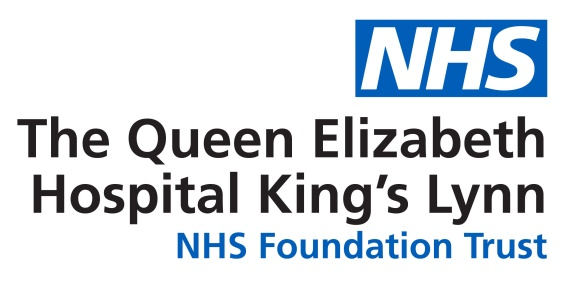 NHS
The Queen Elizabeth
Hospital King’s Lynn
NHS Foundation Trust